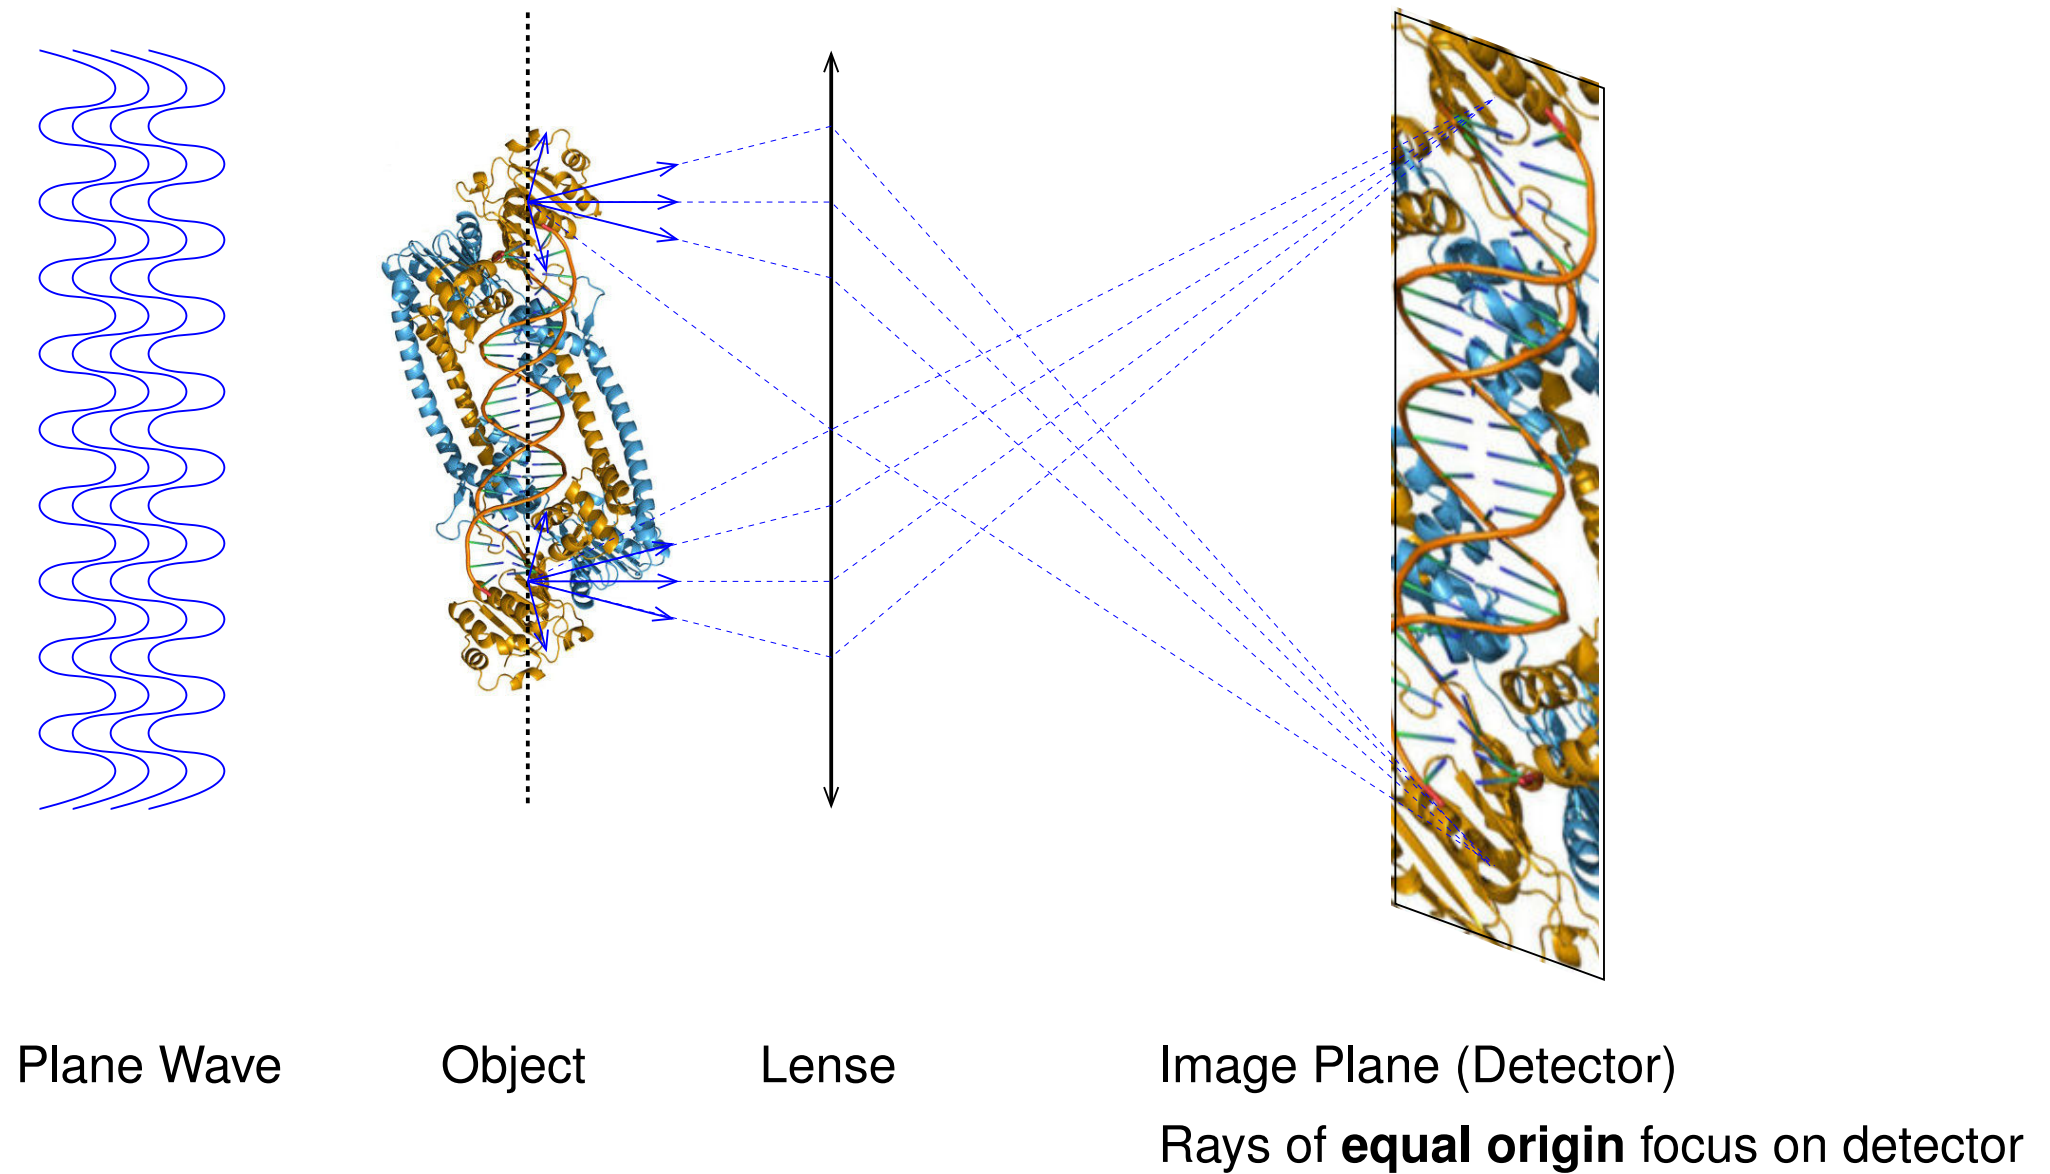 Plane Wave
Object
Lense
Image Plane (Detector)
Rays of equal origin focus on detector